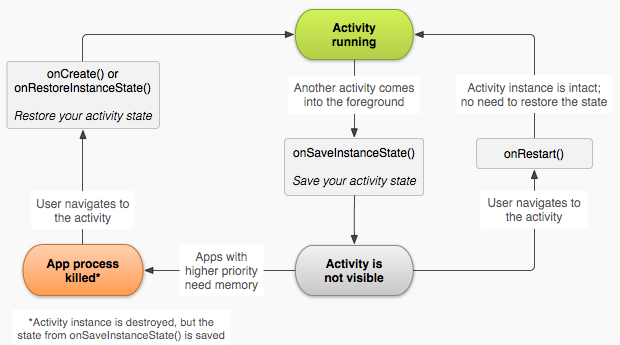 Activity
running
onCreate() or
onRestoreInstanceState()
Restore your activity state
Another activity comes
into the foreground
Activity instance is intact;
no need to restore the state
onSaveInstanceState()
Save your activity state
onRestart()
User navigates to
the activity
User navigates to
the activity
App process
killed*
Apps with
higher priority
need memory
Activity is
not visible
*Activity instance is destroyed, but the
state from onSaveInstanceState() is saved